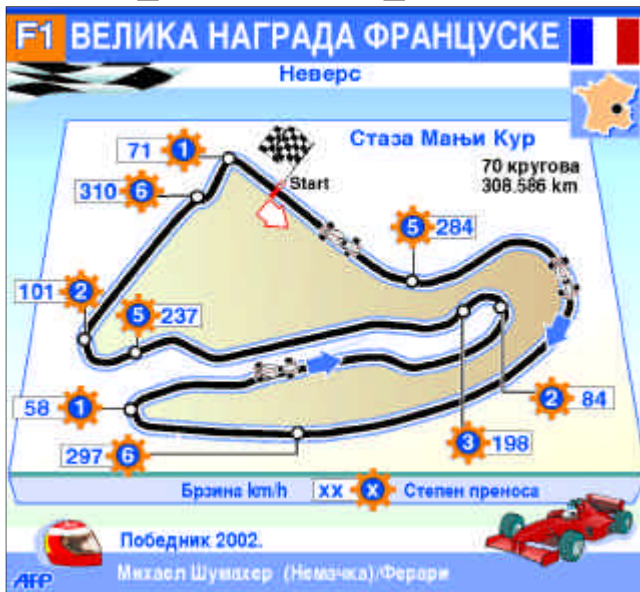 F1 ВЕЛИКА НАГРАДА ФРАНЦУСКЕ
Неверс
Стаза Мањи Кур
70 кругова
308.586 km
71 1
Start
310 6
5 284
101 2
5 237
58 1
2 84
3 198
297 6
Брзина km/h xx x Степен преноса
Победник 2002.
Михаел Шумахер (Немачка)/Ферари
AFP